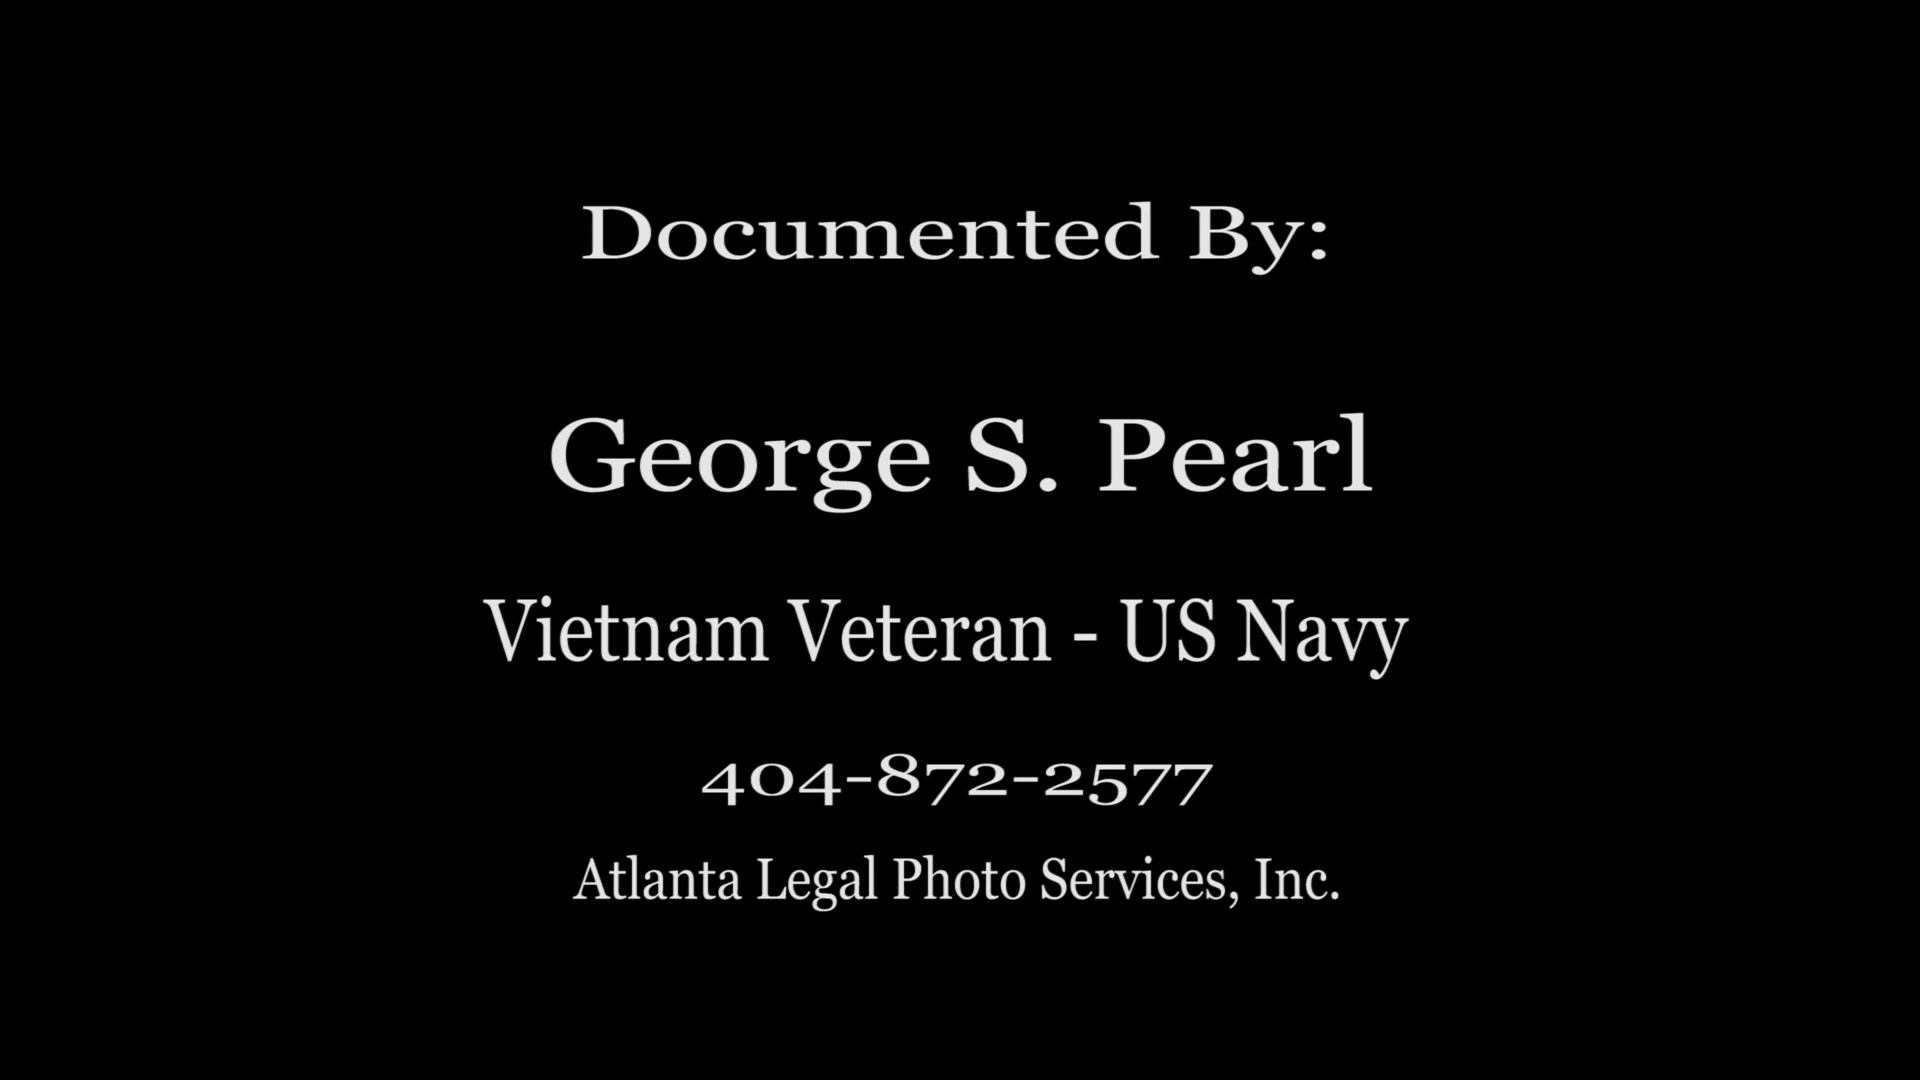 Documented By:
George S. Pearl
Vietnam Veteran - US Navy
404-872-2577
Atlanta Legal Photo Services, Inc.